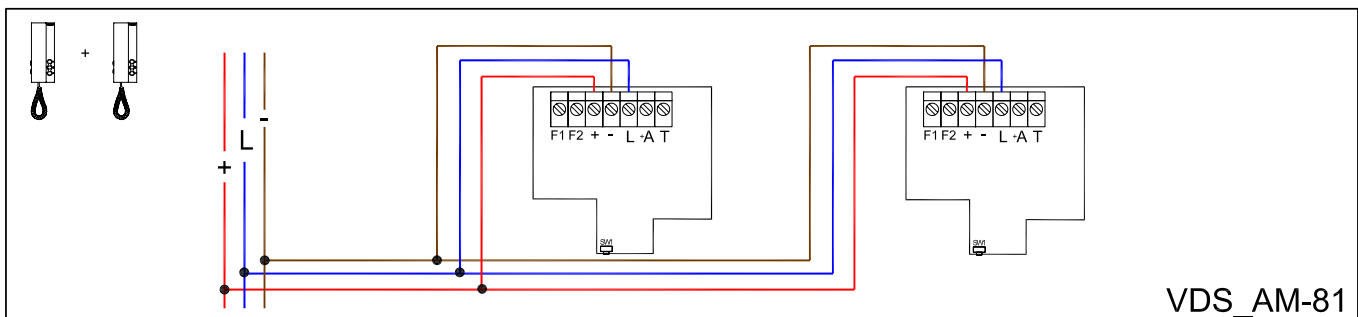 +
L
-
+
F1 F2 + - L +A T
SW1
F1 F2 + - L +A T
SW1
VDS_AM-81